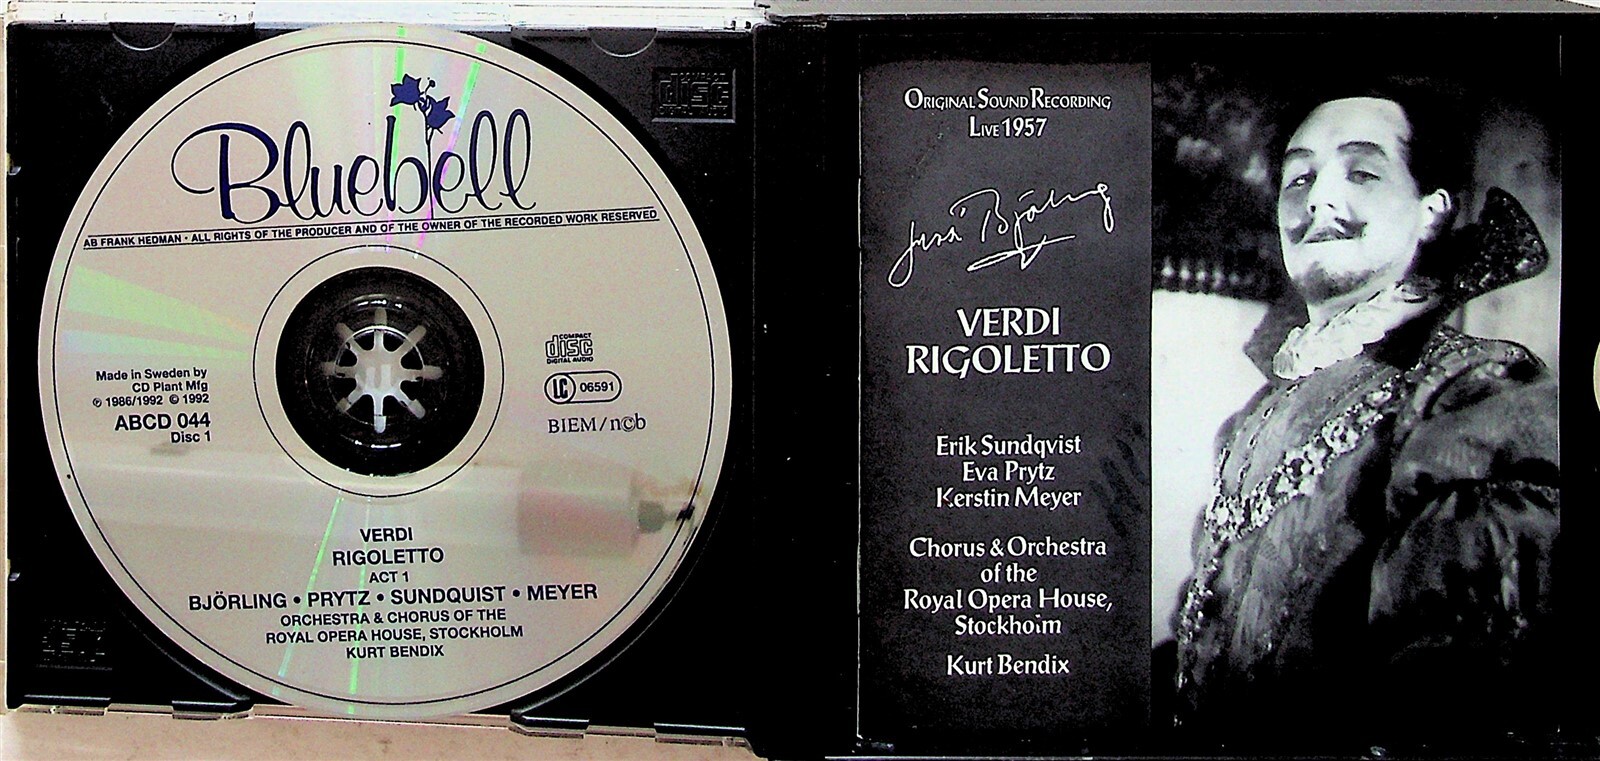 Bluebell
AB FRANK HEDMAN · ALL RIGHTS OF THE PRODUCER AND OF THE OWNER OF THE RECORDED WORK RESERVED
Made in Sweden by
CD Plant Mfg
℗ 1986/1992 © 1992
ABCD 044
Disc 1
COMPACT
disc
DIGITAL AUDIO
LC 06591
BIEM/n©b
VERDI
RIGOLETTO
ACT 1
BJÖRLING • PRYTZ • SUNDQUIST • MEYER
ORCHESTRA & CHORUS OF THE
ROYAL OPERA HOUSE, STOCKHOLM
KURT BENDIX
disc
ORIGINAL SOUND RECORDING
LIVE 1957
Jussi Björling
VERDI
RIGOLETTO
Erik Sundqvist
Eva Prytz
Kerstin Meyer
Chorus & Orchestra
of the
Royal Opera House,
Stockholm
Kurt Bendix